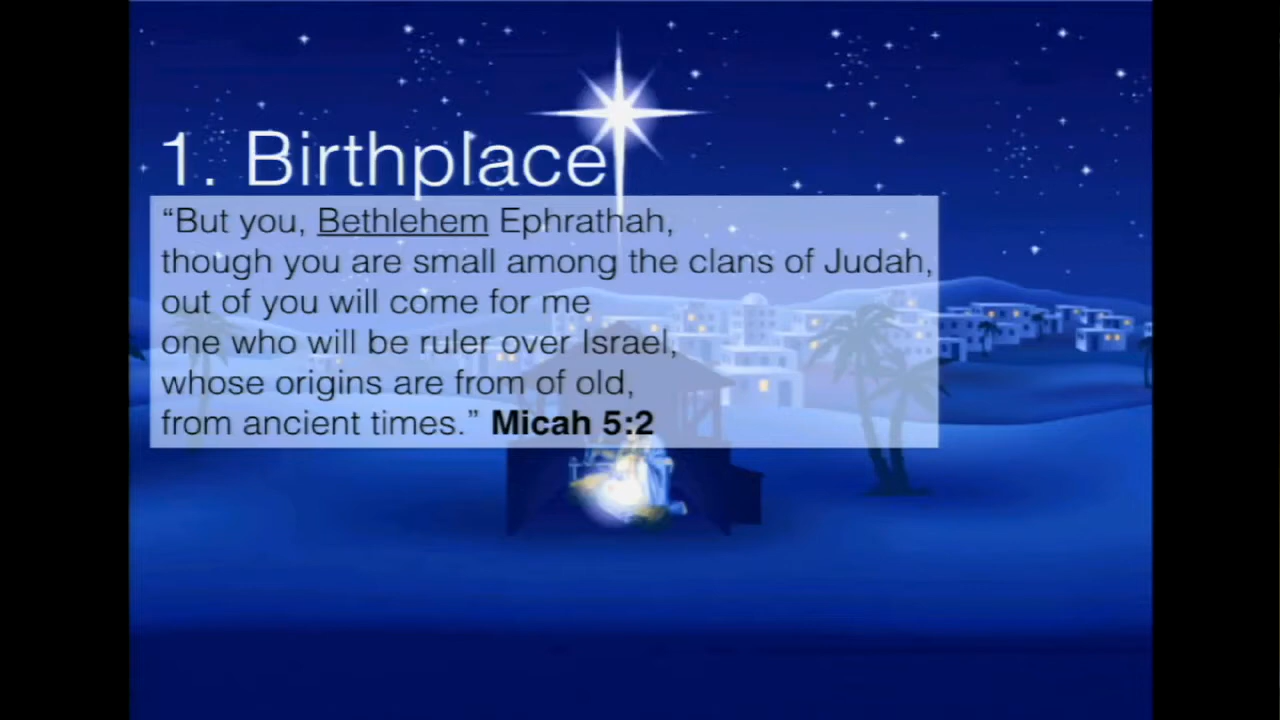 1. Birthplace
“But you, Bethlehem Ephrathah,
though you are small among the clans of Judah,
out of you will come for me
one who will be ruler over Israel,
whose origins are from of old,
from ancient times.” Micah 5:2